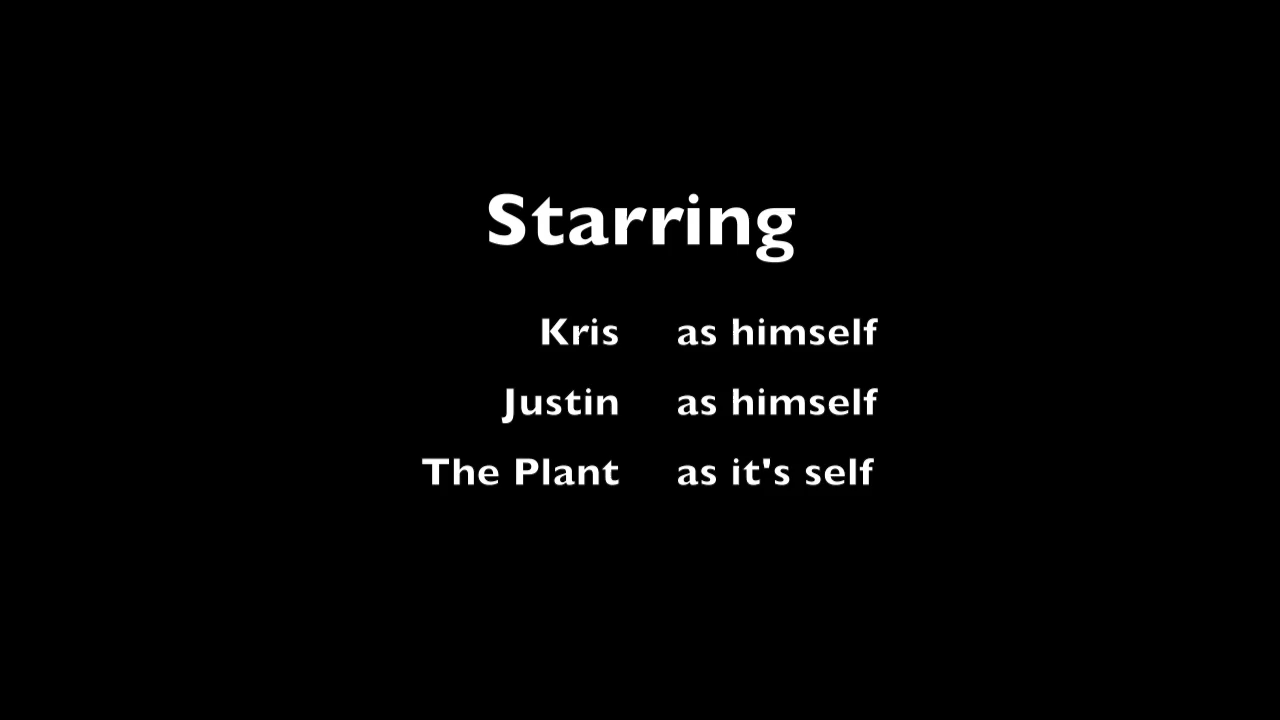 Starring
Kris as himself
Justin as himself
The Plant as it's self